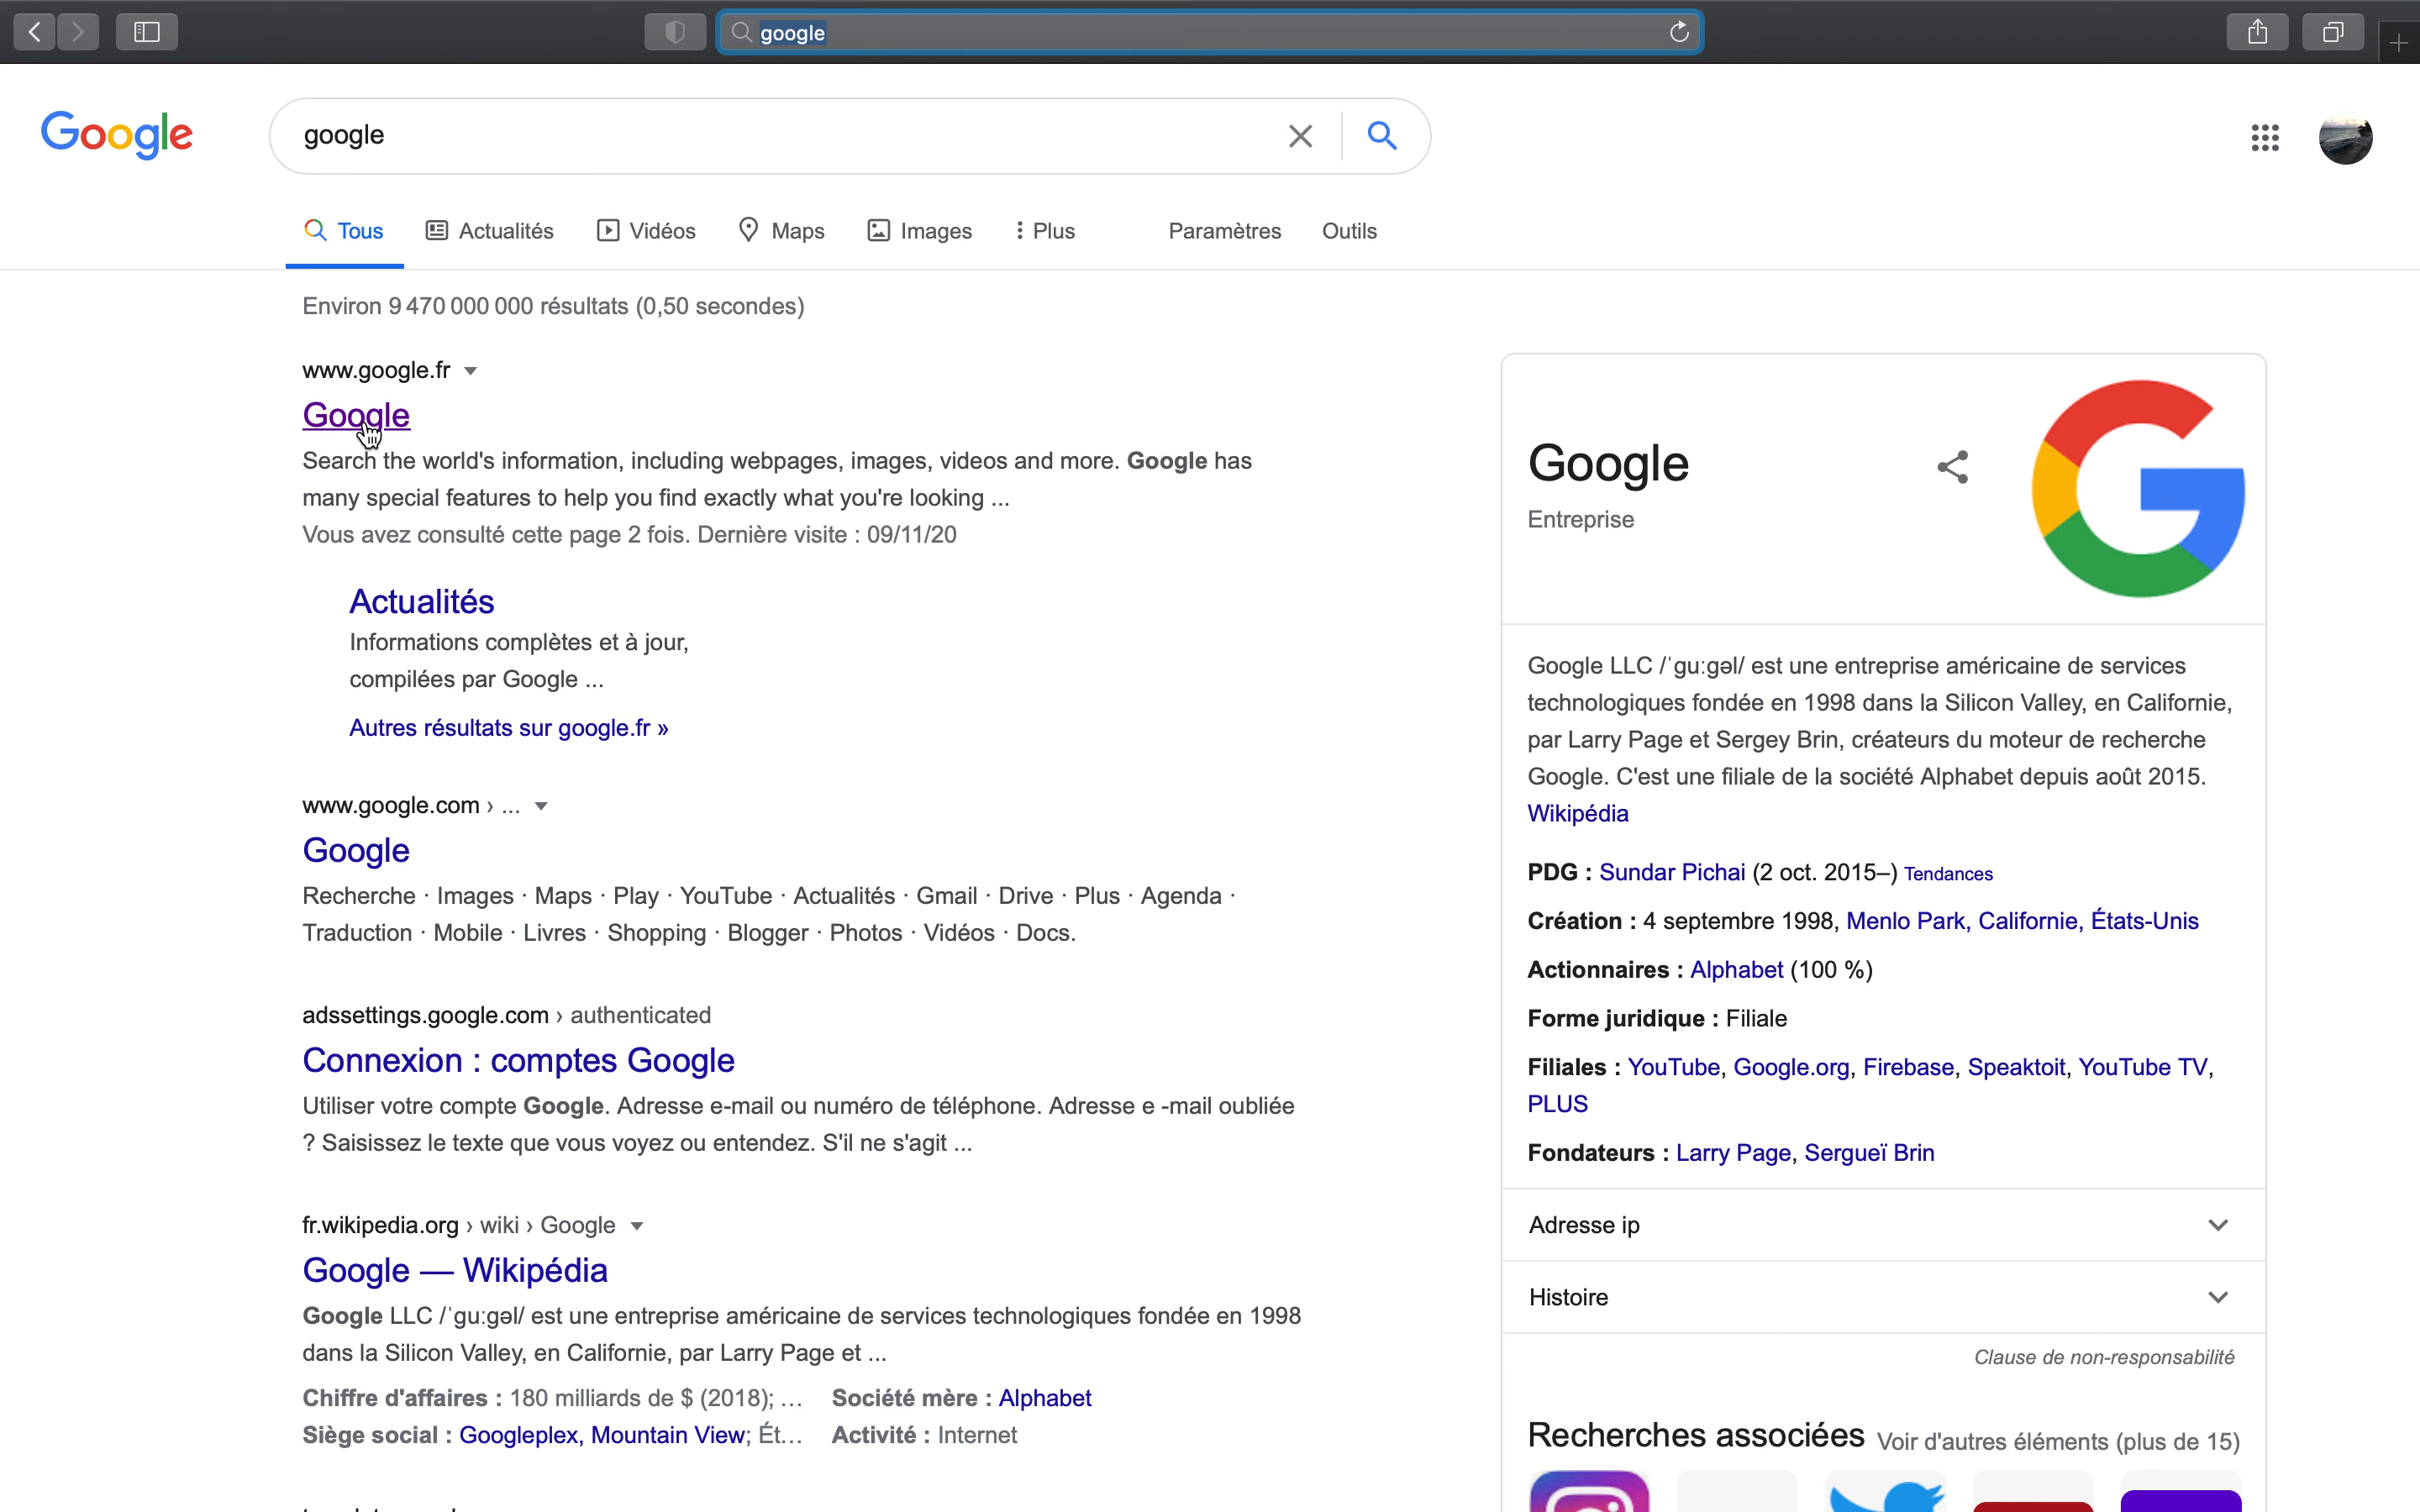 google
Google
google
Tous Actualités Vidéos Maps Images Plus Paramètres Outils
Environ 9 470 000 000 résultats (0,50 secondes)
www.google.fr
Google
Search the world's information, including webpages, images, videos and more. Google has
many special features to help you find exactly what you're looking ...
Vous avez consulté cette page 2 fois. Dernière visite : 09/11/20
Actualités
Informations complètes et à jour,
compilées par Google ...
Autres résultats sur google.fr »
www.google.com › ...
Google
Recherche · Images · Maps · Play · YouTube · Actualités · Gmail · Drive · Plus · Agenda ·
Traduction · Mobile · Livres · Shopping · Blogger · Photos · Vidéos · Docs.
adssettings.google.com › authenticated
Connexion : comptes Google
Utiliser votre compte Google. Adresse e-mail ou numéro de téléphone. Adresse e -mail oubliée
? Saisissez le texte que vous voyez ou entendez. S'il ne s'agit ...
fr.wikipedia.org › wiki › Google
Google — Wikipédia
Google LLC /ˈguːgəl/ est une entreprise américaine de services technologiques fondée en 1998
dans la Silicon Valley, en Californie, par Larry Page et ...
Chiffre d'affaires : 180 milliards de $ (2018); ... Société mère : Alphabet
Siège social : Googleplex, Mountain View; Ét... Activité : Internet
Google
Entreprise
G
Google LLC /ˈguːgəl/ est une entreprise américaine de services
technologiques fondée en 1998 dans la Silicon Valley, en Californie,
par Larry Page et Sergey Brin, créateurs du moteur de recherche
Google. C'est une filiale de la société Alphabet depuis août 2015.
Wikipédia
PDG : Sundar Pichai (2 oct. 2015–) Tendances
Création : 4 septembre 1998, Menlo Park, Californie, États-Unis
Actionnaires : Alphabet (100 %)
Forme juridique : Filiale
Filiales : YouTube, Google.org, Firebase, Speaktoit, YouTube TV,
PLUS
Fondateurs : Larry Page, Sergueï Brin
Adresse ip
Histoire
Clause de non-responsabilité
Recherches associées Voir d'autres éléments (plus de 15)